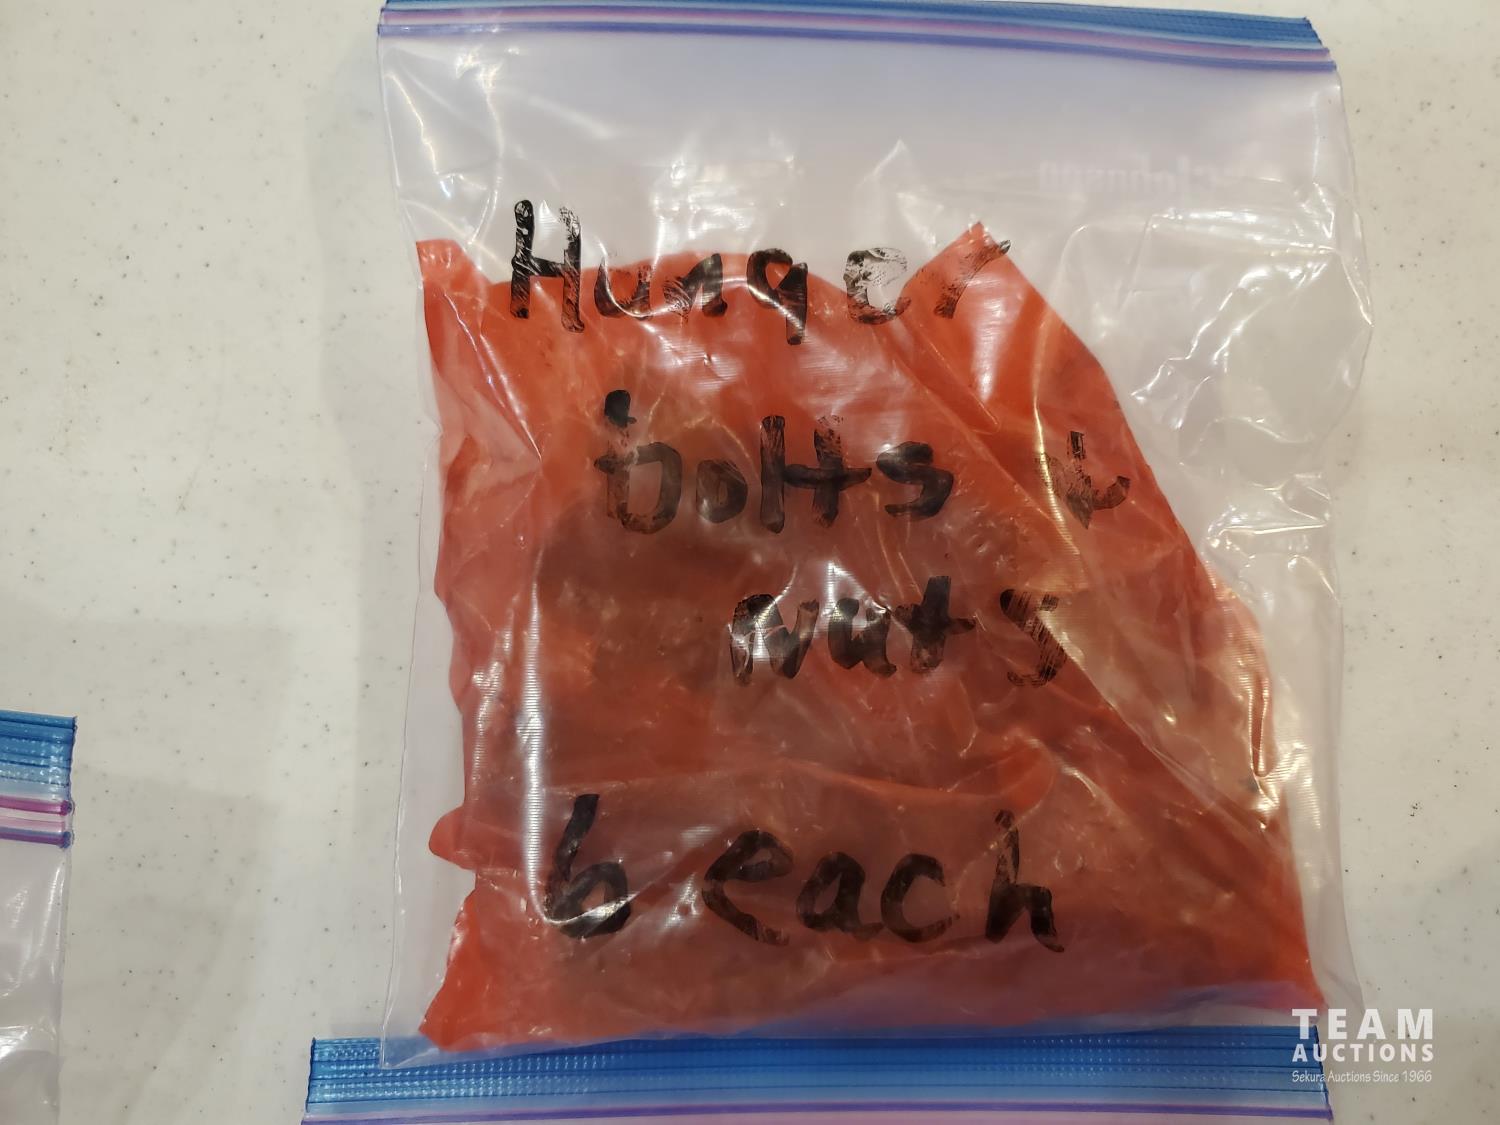 Hunger
bolts &
nuts
6 each
TEAM
AUCTIONS
Sekura Auctions Since 1966